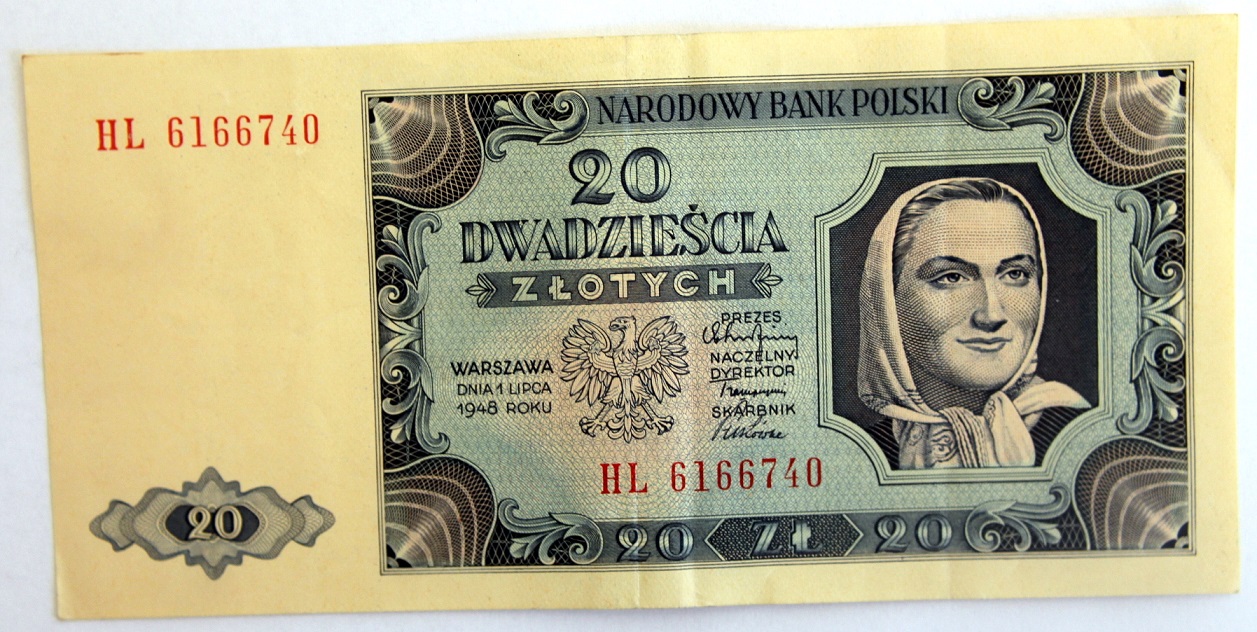 HL 6166740
NARODOWY BANK POLSKI
20
DWADZIEŚCIA
ZŁOTYCH
WARSZAWA
DNIA 1 LIPCA
1948 ROKU
PREZES
NACZELNY
DYREKTOR
SKARBNIK
HL 6166740
20
20 ZŁ 20